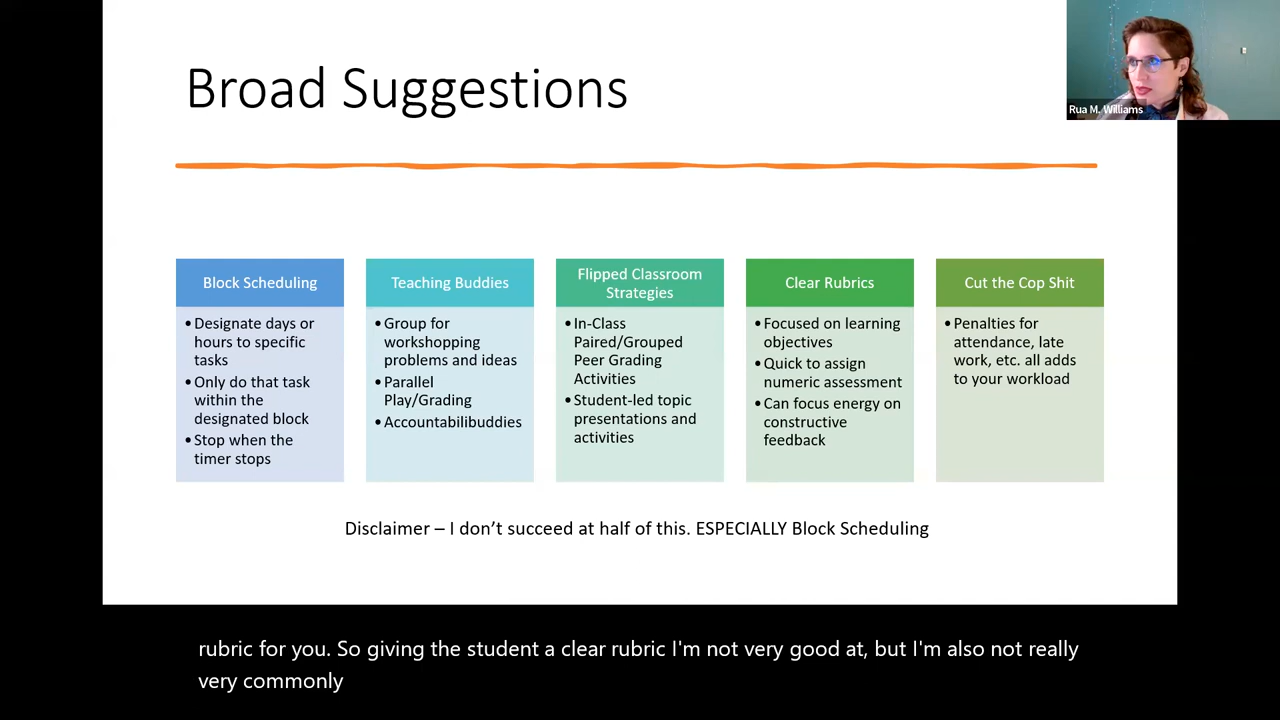 Broad Suggestions
Rua M. Williams
Block Scheduling
•Designate days or
hours to specific
tasks
•Only do that task
within the
designated block
•Stop when the
timer stops
Teaching Buddies
•Group for
workshopping
problems and ideas
•Parallel
Play/Grading
•Accountabilibuddies
Flipped Classroom
Strategies
•In-Class
Paired/Grouped
Peer Grading
Activities
•Student-led topic
presentations and
activities
Clear Rubrics
•Focused on learning
objectives
•Quick to assign
numeric assessment
•Can focus energy on
constructive
feedback
Cut the Cop Shit
•Penalties for
attendance, late
work, etc. all adds
to your workload
Disclaimer – I don’t succeed at half of this. ESPECIALLY Block Scheduling
rubric for you. So giving the student a clear rubric I'm not very good at, but I'm also not really
very commonly